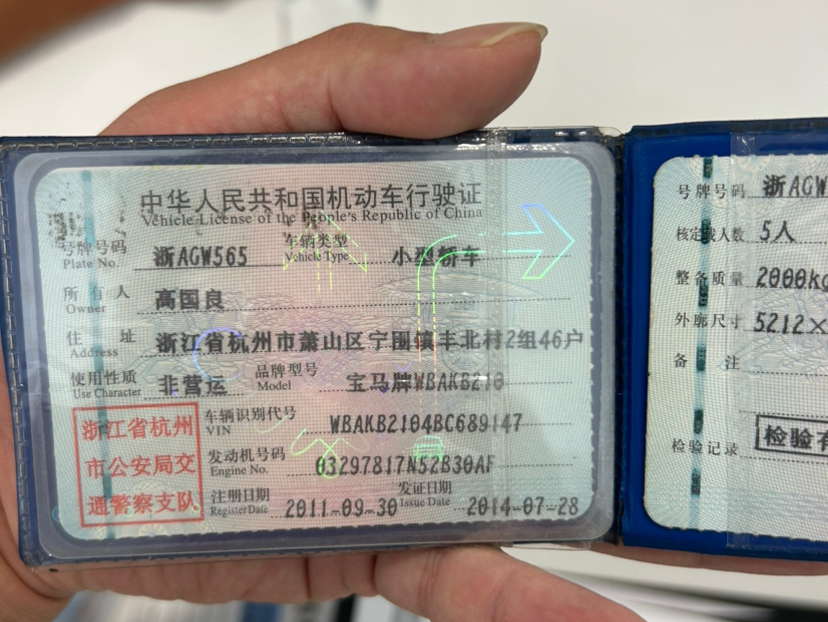 中华人民共和国机动车行驶证
Vehicle License of the People's Republic of China
号牌号码 浙AGW565 车辆类型 小型轿车
Plate No. Vehicle Type
所有人 高国良
Owner
住址 浙江省杭州市萧山区宁围镇丰北村2组46户
Address
使用性质 非营运 品牌型号 宝马牌WBAKB210
Use Character Model
浙江省杭州
市公安局交
通警察支队
车辆识别代号 WBAKB2104BC689147
VIN
发动机号码 03297817N52B30AF
Engine No.
注册日期 2011-09-30 发证日期 2014-07-28
Register Date Issue Date
号牌号码 浙AGW
核定载人数 5人
整备质量 2000kg
外廓尺寸 5212×
备注
检验记录 检验有